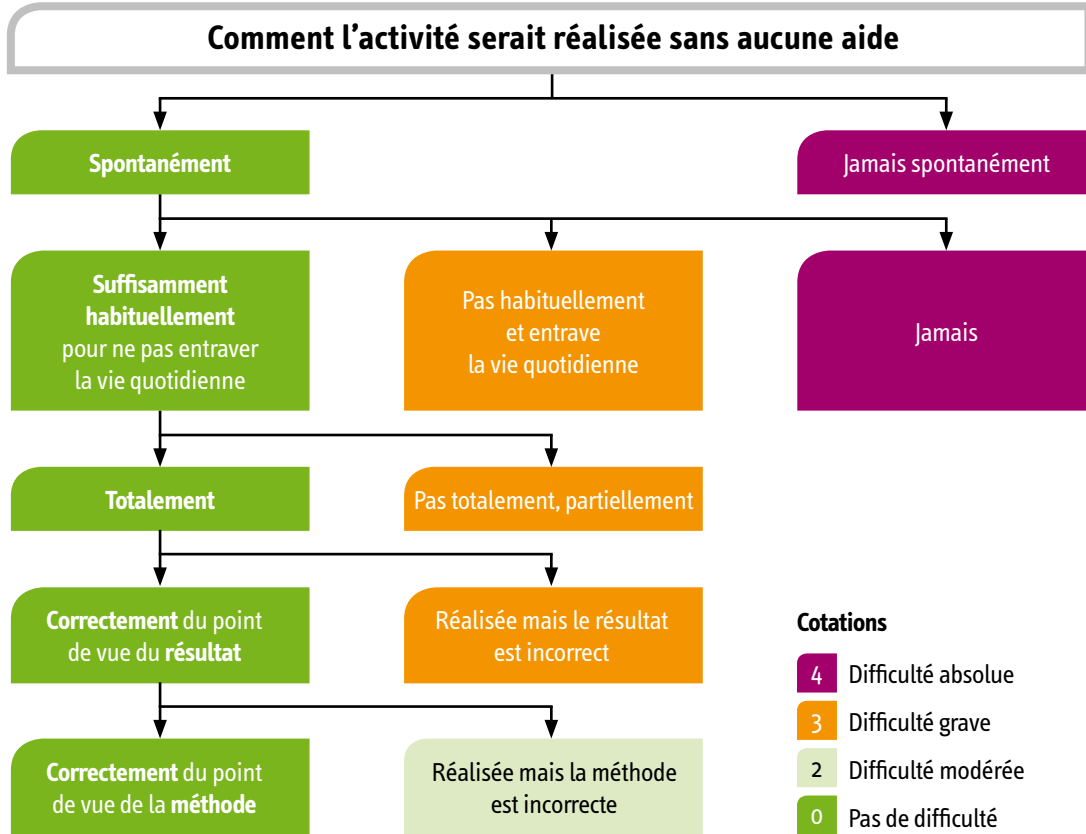 Comment l’activité serait réalisée sans aucune aide
Spontanément
Jamais spontanément
Suffisamment
habituellement
pour ne pas entraver
la vie quotidienne
Pas habituellement
et entrave
la vie quotidienne
Jamais
Totalement
Pas totalement, partiellement
Correctement du point
de vue du résultat
Réalisée mais le résultat
est incorrect
Correctement du point
de vue de la méthode
Réalisée mais la méthode
est incorrecte
Cotations
4 Difficulté absolue
3 Difficulté grave
2 Difficulté modérée
0 Pas de difficulté